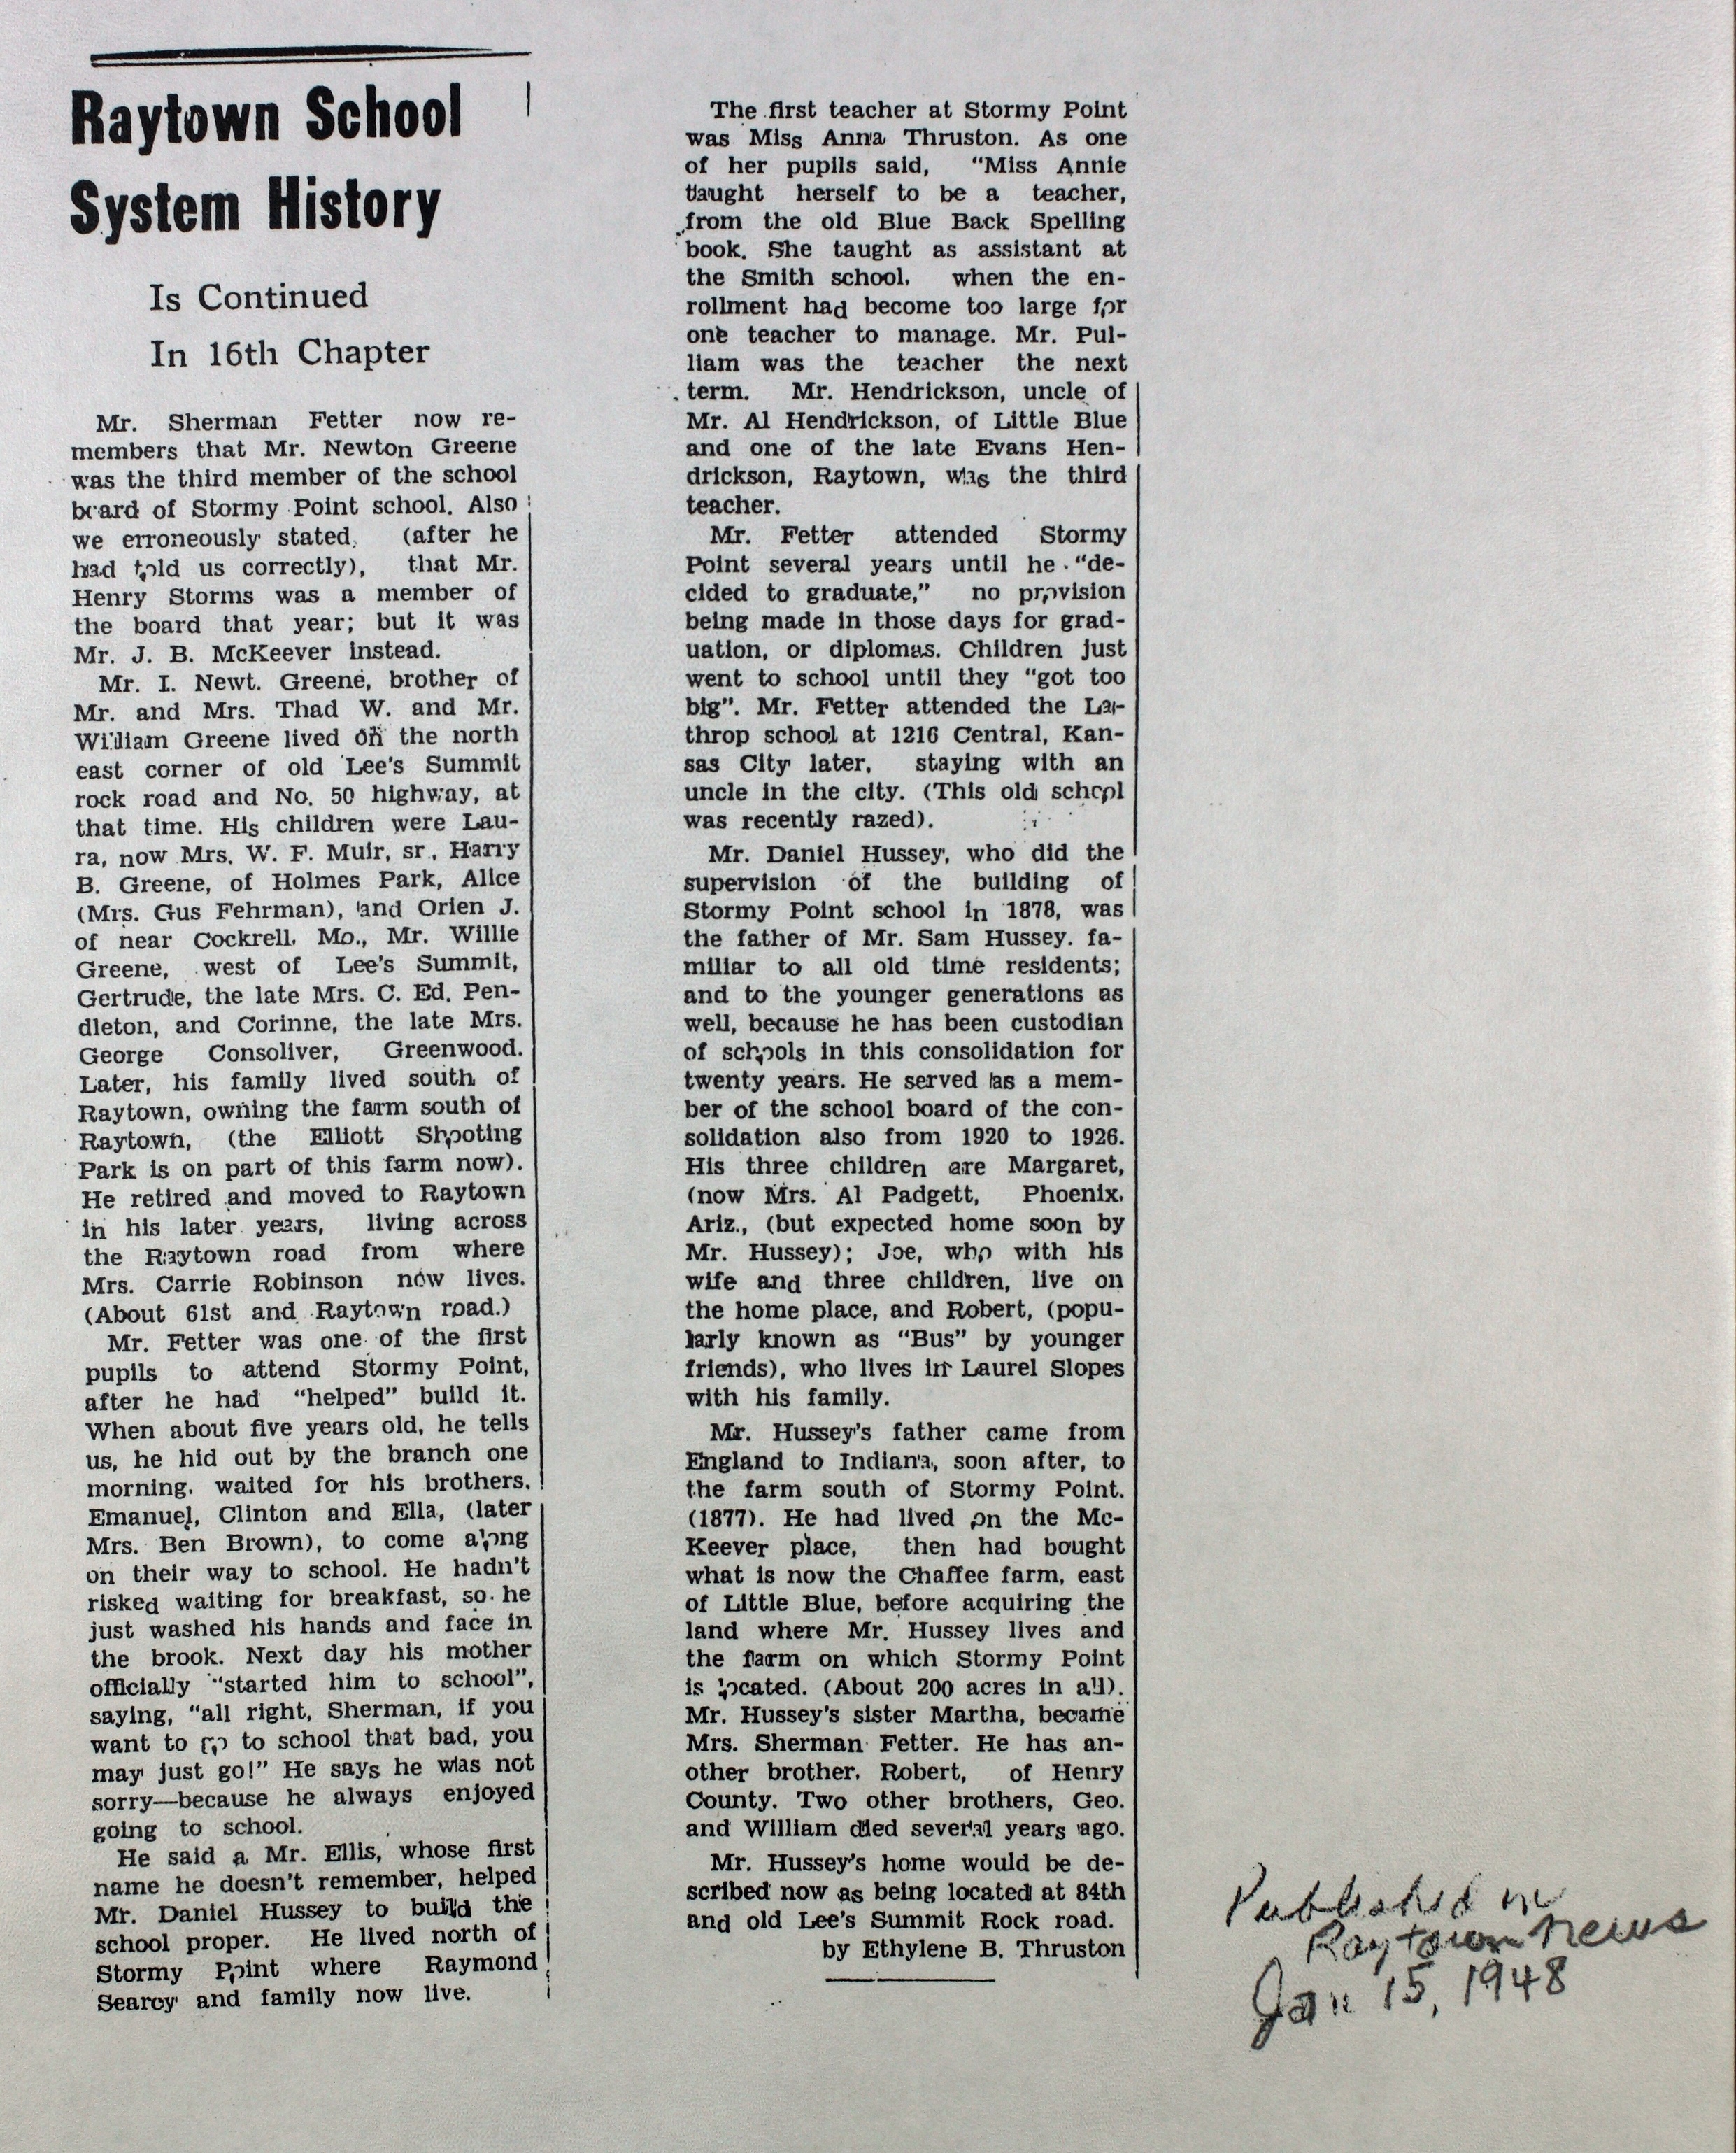 Raytown School
System History
Is Continued
In 16th Chapter
Mr. Sherman Fetter now re-
members that Mr. Newton Greene
was the third member of the school
board of Stormy Point school. Also
we erroneously stated, (after he
had told us correctly), that Mr.
Henry Storms was a member of
the board that year; but it was
Mr. J. B. McKeever instead.
Mr. I. Newt. Greene, brother of
Mr. and Mrs. Thad W. and Mr.
William Greene lived on the north
east corner of old Lee's Summit
rock road and No. 50 highway, at
that time. His children were Lau-
ra, now Mrs. W. F. Muir, sr., Harry
B. Greene, of Holmes Park, Alice
(Mrs. Gus Fehrman), and Orien J.
of near Cockrell, Mo., Mr. Willie
Greene, west of Lee's Summit,
Gertrude, the late Mrs. C. Ed. Pen-
dleton, and Corinne, the late Mrs.
George Consoliver, Greenwood.
Later, his family lived south of
Raytown, owning the farm south of
Raytown, (the Elliott Shooting
Park is on part of this farm now).
He retired and moved to Raytown
in his later years, living across
the Raytown road from where
Mrs. Carrie Robinson now lives.
(About 61st and Raytown road.)
Mr. Fetter was one of the first
pupils to attend Stormy Point,
after he had "helped" build it.
When about five years old, he tells
us, he hid out by the branch one
morning, waited for his brothers,
Emanuel, Clinton and Ella, (later
Mrs. Ben Brown), to come along
on their way to school. He hadn't
risked waiting for breakfast, so he
just washed his hands and face in
the brook. Next day his mother
officially "started him to school",
saying, "all right, Sherman, if you
want to go to school that bad, you
may just go!" He says he was not
sorry—because he always enjoyed
going to school.
He said a Mr. Ellis, whose first
name he doesn't remember, helped
Mr. Daniel Hussey to build the
school proper. He lived north of
Stormy Point where Raymond
Searcy and family now live.
The first teacher at Stormy Point
was Miss Anna Thruston. As one
of her pupils said, "Miss Annie
taught herself to be a teacher,
from the old Blue Back Spelling
book. She taught as assistant at
the Smith school, when the en-
rollment had become too large for
one teacher to manage. Mr. Pul-
liam was the teacher the next
term. Mr. Hendrickson, uncle of
Mr. Al Hendrickson, of Little Blue
and one of the late Evans Hen-
drickson, Raytown, was the third
teacher.
Mr. Fetter attended Stormy
Point several years until he "de-
cided to graduate," no provision
being made in those days for grad-
uation, or diplomas. Children just
went to school until they "got too
big". Mr. Fetter attended the La-
throp school at 1216 Central, Kan-
sas City later, staying with an
uncle in the city. (This old school
was recently razed).
Mr. Daniel Hussey, who did the
supervision of the building of
Stormy Point school in 1878, was
the father of Mr. Sam Hussey. fa-
miliar to all old time residents;
and to the younger generations as
well, because he has been custodian
of schools in this consolidation for
twenty years. He served as a mem-
ber of the school board of the con-
solidation also from 1920 to 1926.
His three children are Margaret,
(now Mrs. Al Padgett, Phoenix,
Ariz., (but expected home soon by
Mr. Hussey); Joe, who with his
wife and three children, live on
the home place, and Robert, (popu-
larly known as "Bus" by younger
friends), who lives in Laurel Slopes
with his family.
Mr. Hussey's father came from
England to Indiana, soon after, to
the farm south of Stormy Point.
(1877). He had lived on the Mc-
Keever place, then had bought
what is now the Chaffee farm, east
of Little Blue, before acquiring the
land where Mr. Hussey lives and
the farm on which Stormy Point
is located. (About 200 acres in all).
Mr. Hussey's sister Martha, became
Mrs. Sherman Fetter. He has an-
other brother, Robert, of Henry
County. Two other brothers, Geo.
and William died several years ago.
Mr. Hussey's home would be de-
scribed now as being located at 84th
and old Lee's Summit Rock road.
by Ethylene B. Thruston
Published in
Raytown News
Jan 15, 1948